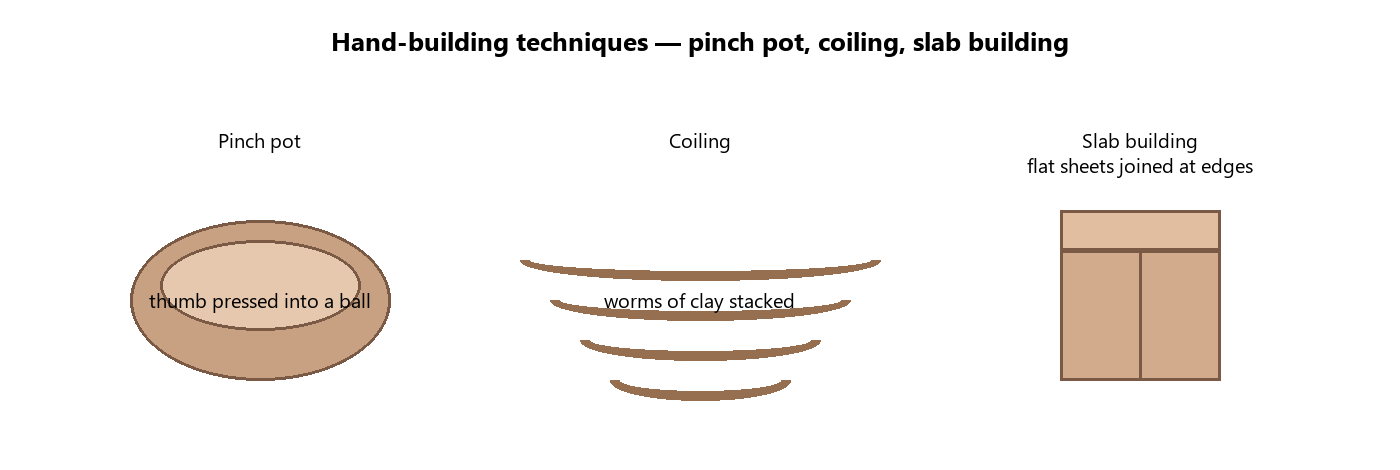 Hand-building techniques — pinch pot, coiling, slab building
Pinch pot
thumb pressed into a ball
Coiling
worms of clay stacked
Slab building
flat sheets joined at edges